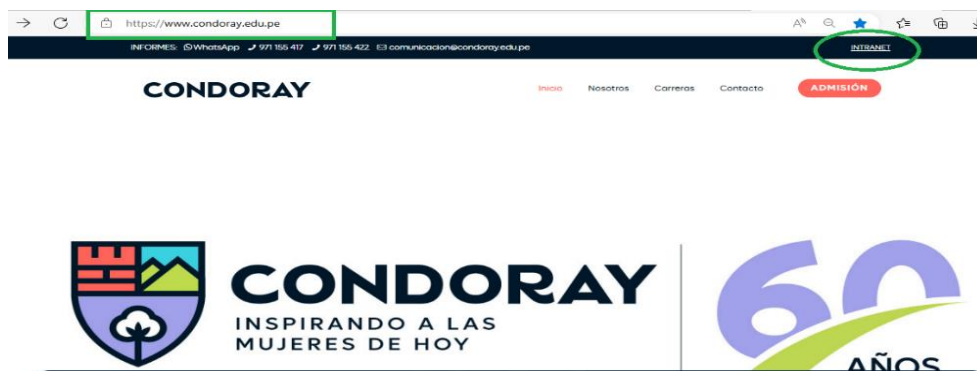 https://www.condoray.edu.pe
INFORMES: WhatsApp 971 155 417 971 155 422 comunicacion@condoray.edu.pe INTRANET
CONDORAY Inicio Nosotros Carreras Contacto ADMISIÓN
CONDORAY
INSPIRANDO A LAS
MUJERES DE HOY
60
AÑOS